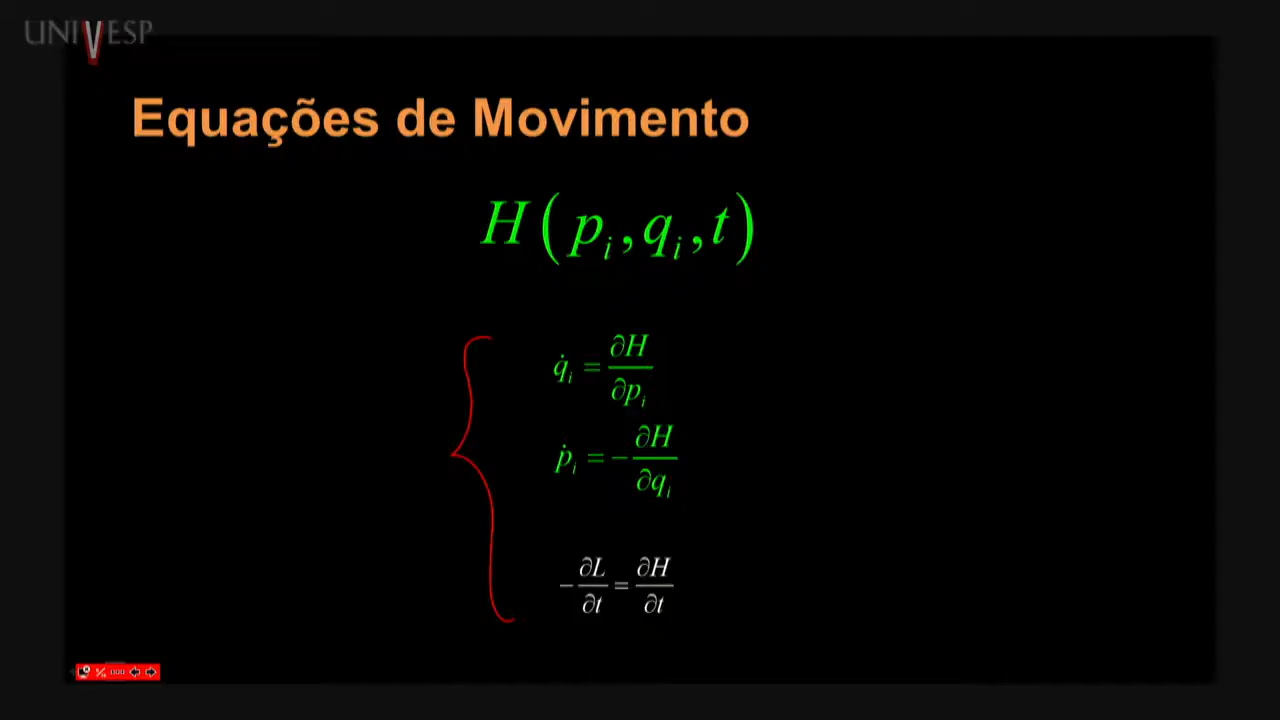 UNIVESP
Equações de Movimento
H(p_i, q_i, t)
q̇_i = ∂H/∂p_i
ṗ_i = −∂H/∂q_i
−∂L/∂t = ∂H/∂t